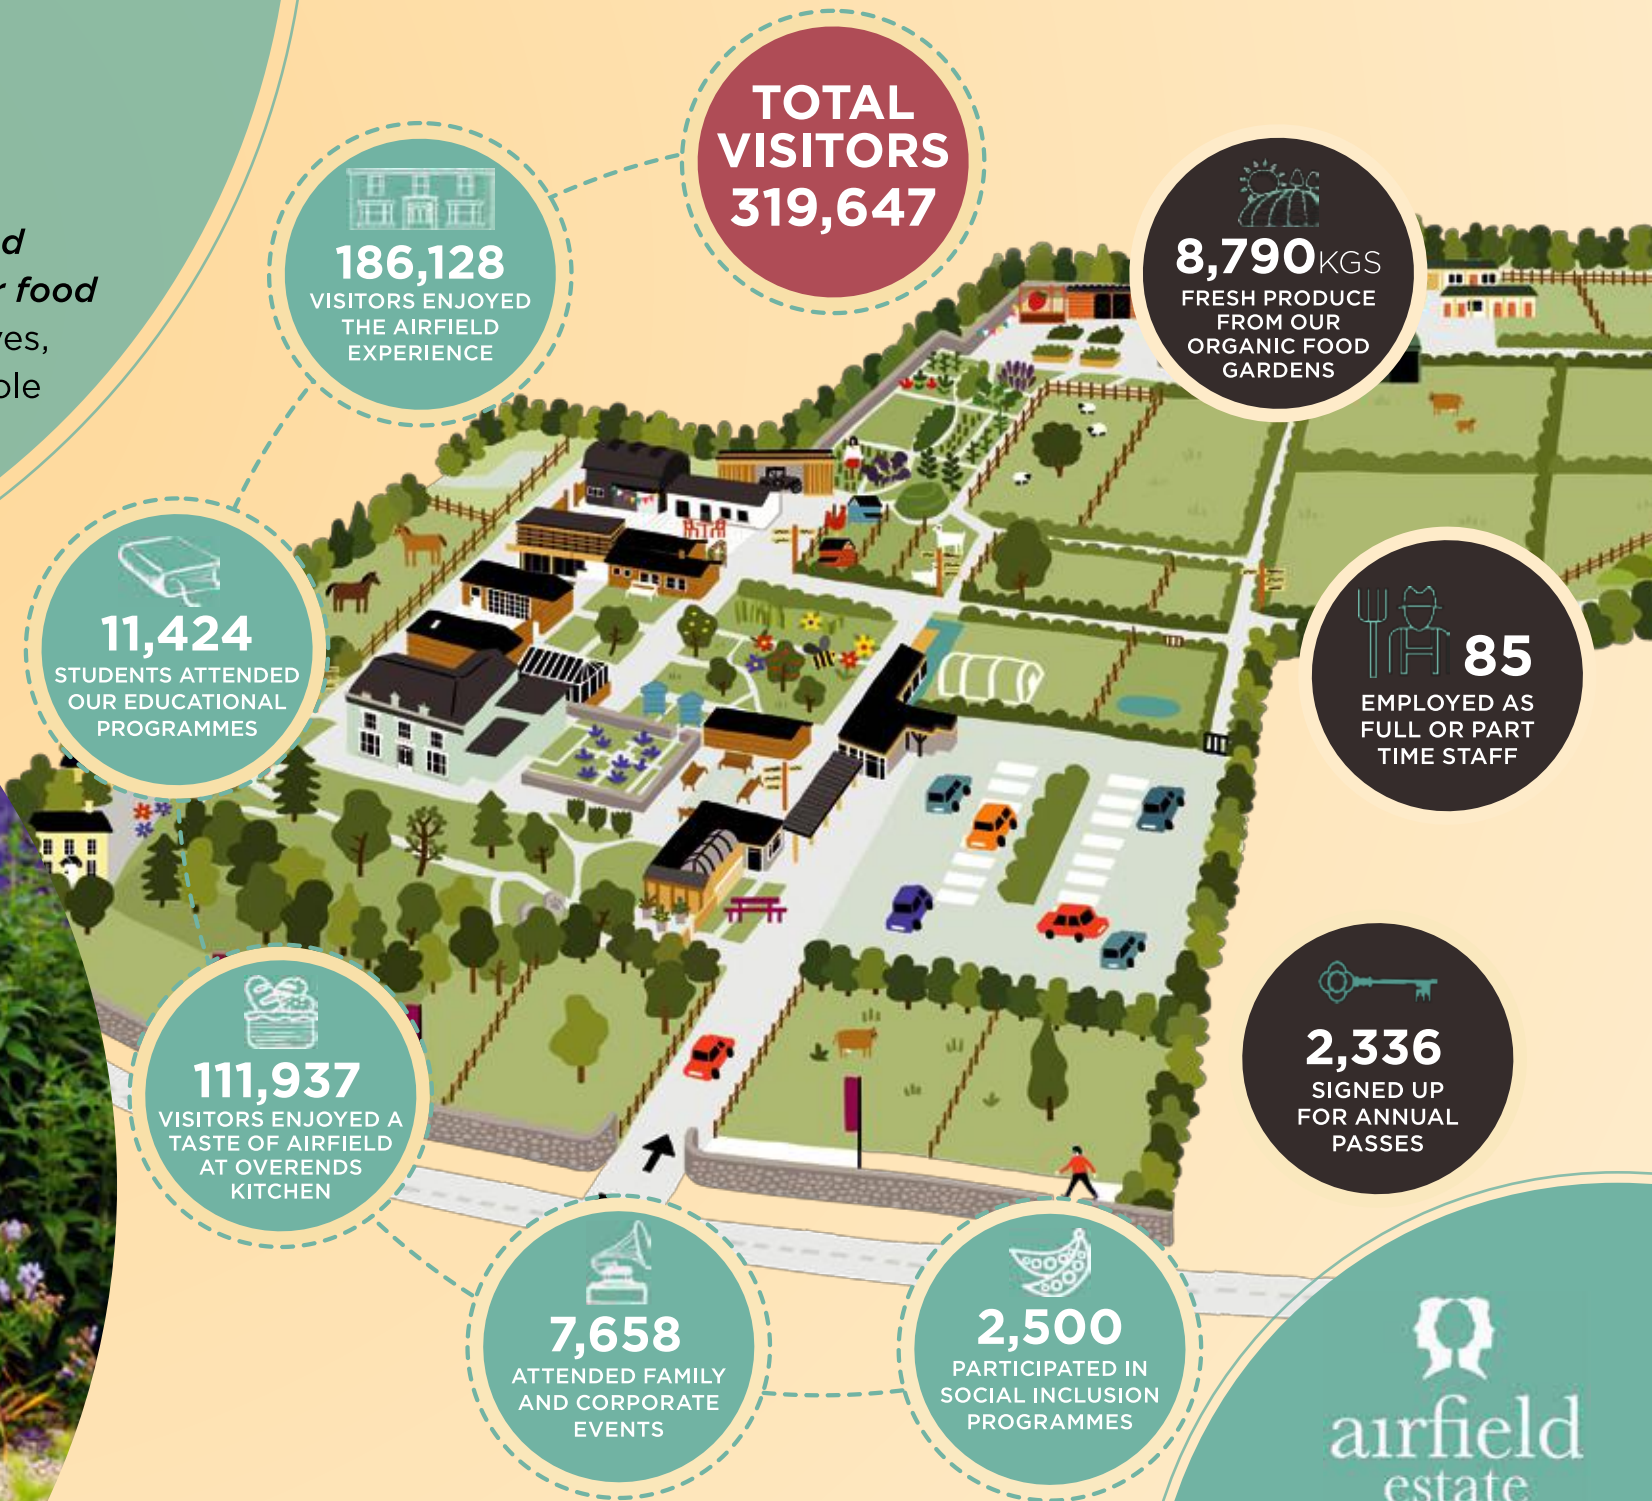 d
r food
es,
ole
TOTAL
VISITORS
319,647
186,128
VISITORS ENJOYED
THE AIRFIELD
EXPERIENCE
8,790KGS
FRESH PRODUCE
FROM OUR
ORGANIC FOOD
GARDENS
11,424
STUDENTS ATTENDED
OUR EDUCATIONAL
PROGRAMMES
85
EMPLOYED AS
FULL OR PART
TIME STAFF
111,937
VISITORS ENJOYED A
TASTE OF AIRFIELD
AT OVERENDS
KITCHEN
2,336
SIGNED UP
FOR ANNUAL
PASSES
7,658
ATTENDED FAMILY
AND CORPORATE
EVENTS
2,500
PARTICIPATED IN
SOCIAL INCLUSION
PROGRAMMES
airfield
estate